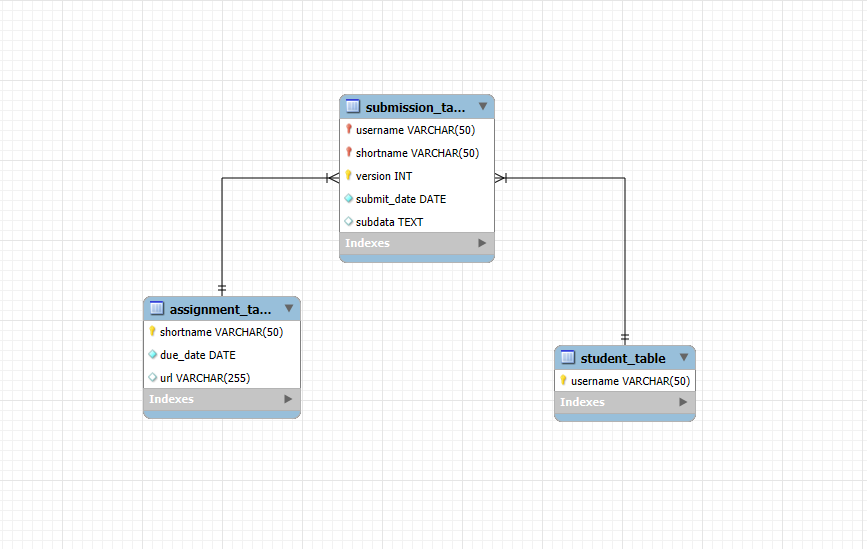 submission_ta...
username VARCHAR(50)
shortname VARCHAR(50)
version INT
submit_date DATE
subdata TEXT
Indexes
assignment_ta...
shortname VARCHAR(50)
due_date DATE
url VARCHAR(255)
Indexes
student_table
username VARCHAR(50)
Indexes